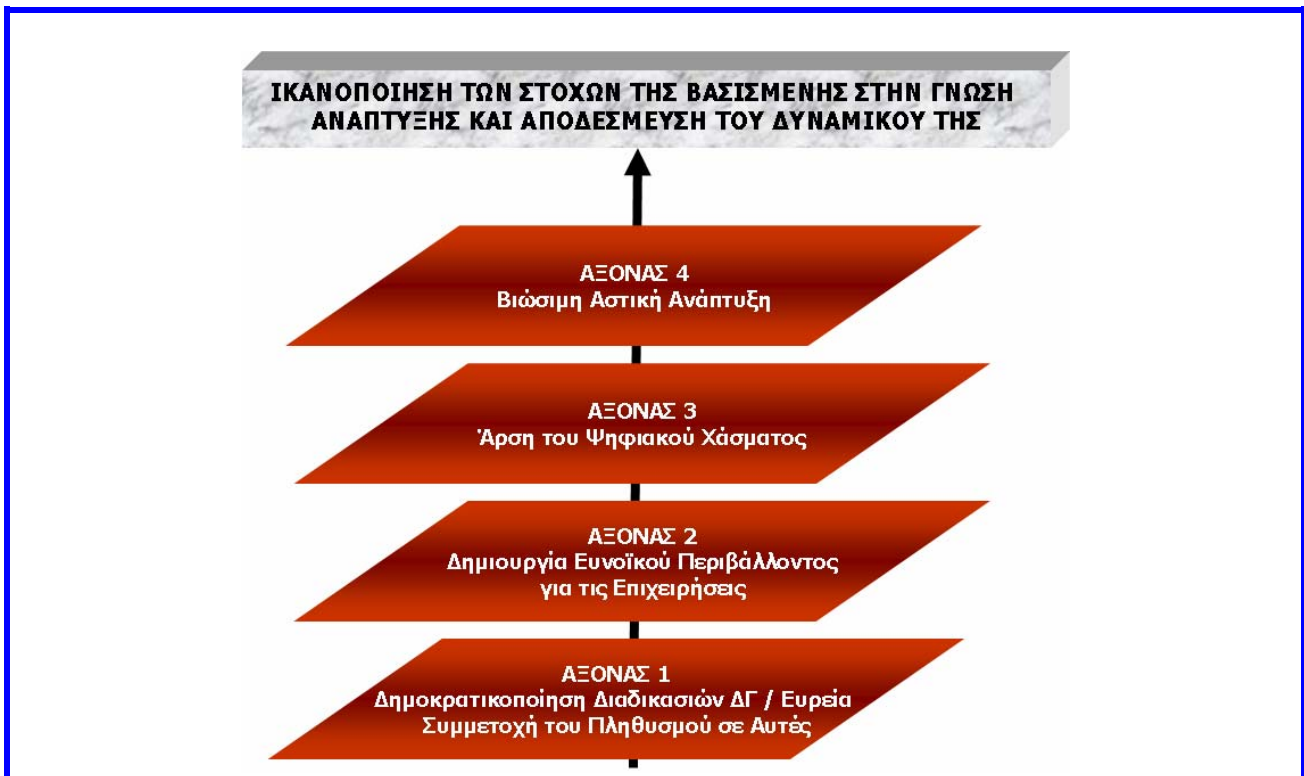 ΙΚΑΝΟΠΟΙΗΣΗ ΤΩΝ ΣΤΟΧΩΝ ΤΗΣ ΒΑΣΙΣΜΕΝΗΣ ΣΤΗΝ ΓΝΩΣΗ
ΑΝΑΠΤΥΞΗΣ ΚΑΙ ΑΠΟΔΕΣΜΕΥΣΗ ΤΟΥ ΔΥΝΑΜΙΚΟΥ ΤΗΣ
ΑΞΟΝΑΣ 4
Βιώσιμη Αστική Ανάπτυξη
ΑΞΟΝΑΣ 3
Άρση του Ψηφιακού Χάσματος
ΑΞΟΝΑΣ 2
Δημιουργία Ευνοϊκού Περιβάλλοντος
για τις Επιχειρήσεις
ΑΞΟΝΑΣ 1
Δημοκρατικοποίηση Διαδικασιών ΔΓ / Ευρεία
Συμμετοχή του Πληθυσμού σε Αυτές